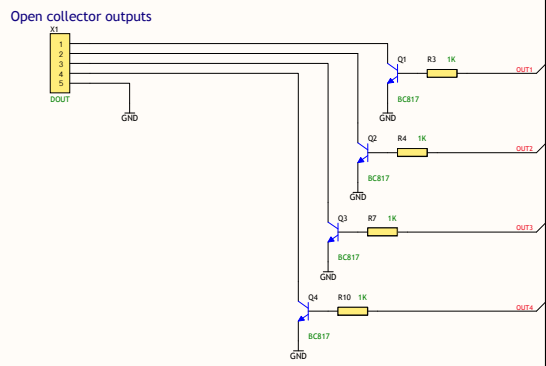 Open collector outputs
X1
1
2
3
4
5
DOUT
GND
Q1
R3 1K
OUT1
BC817
GND
Q2
R4 1K
OUT2
BC817
GND
Q3
R7 1K
OUT3
BC817
GND
Q4
R10 1K
OUT4
BC817
GND